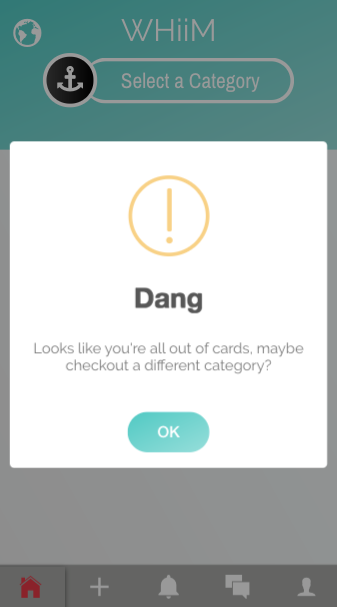 WHiiM
Select a Category
Dang
Looks like you're all out of cards, maybe
checkout a different category?
OK